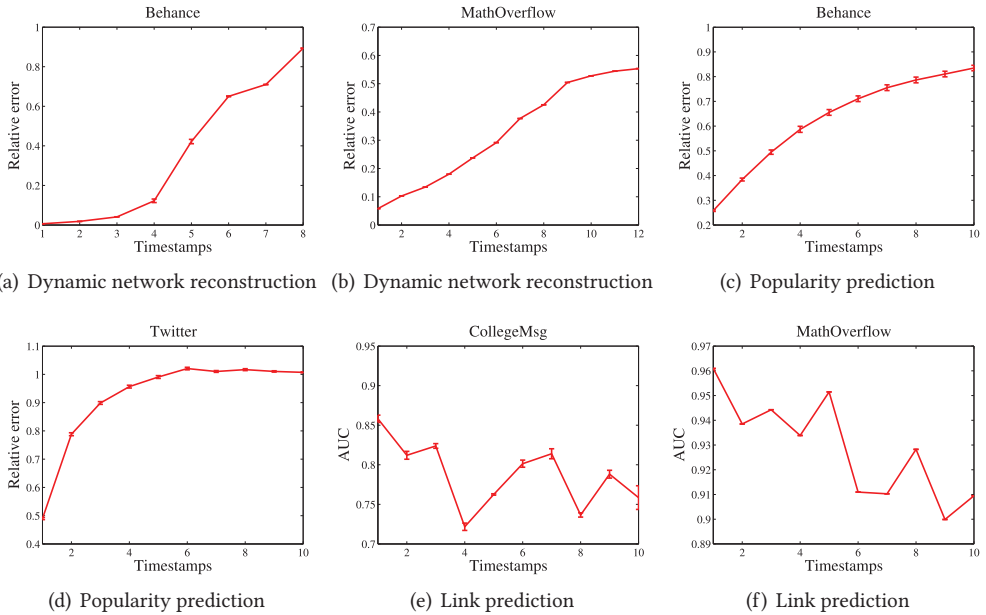 Behance
Relative error
1
0.8
0.6
0.4
0.2
0
1 2 3 4 5 6 7 8
Timestamps
(a) Dynamic network reconstruction
MathOverflow
Relative error
0.7
0.6
0.5
0.4
0.3
0.2
0.1
0
2 4 6 8 10 12
Timestamps
(b) Dynamic network reconstruction
Behance
Relative error
1
0.9
0.8
0.7
0.6
0.5
0.4
0.3
0.2
2 4 6 8 10
Timestamps
(c) Popularity prediction
Twitter
Relative error
1.1
1
0.9
0.8
0.7
0.6
0.5
0.4
2 4 6 8 10
Timestamps
(d) Popularity prediction
CollegeMsg
AUC
0.95
0.9
0.85
0.8
0.75
0.7
2 4 6 8 10
Timestamps
(e) Link prediction
MathOverflow
AUC
0.97
0.96
0.95
0.94
0.93
0.92
0.91
0.9
0.89
2 4 6 8 10
Timestamps
(f) Link prediction